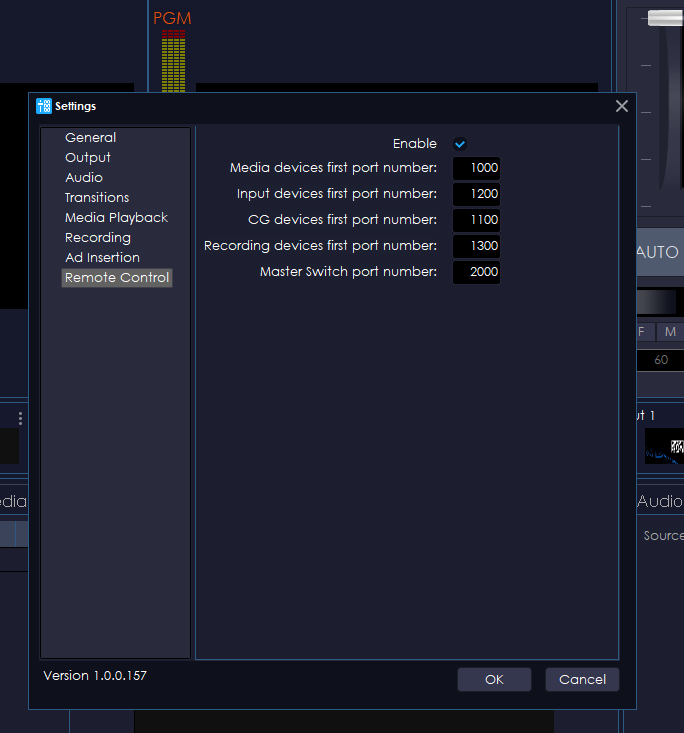 PGM
Settings
General
Output
Audio
Transitions
Media Playback
Recording
Ad Insertion
Remote Control
Enable
Media devices first port number: 1000
Input devices first port number: 1200
CG devices first port number: 1100
Recording devices first port number: 1300
Master Switch port number: 2000
AUTO
F M
60
ut 1
edia
Audio
Source
Version 1.0.0.157
OK Cancel